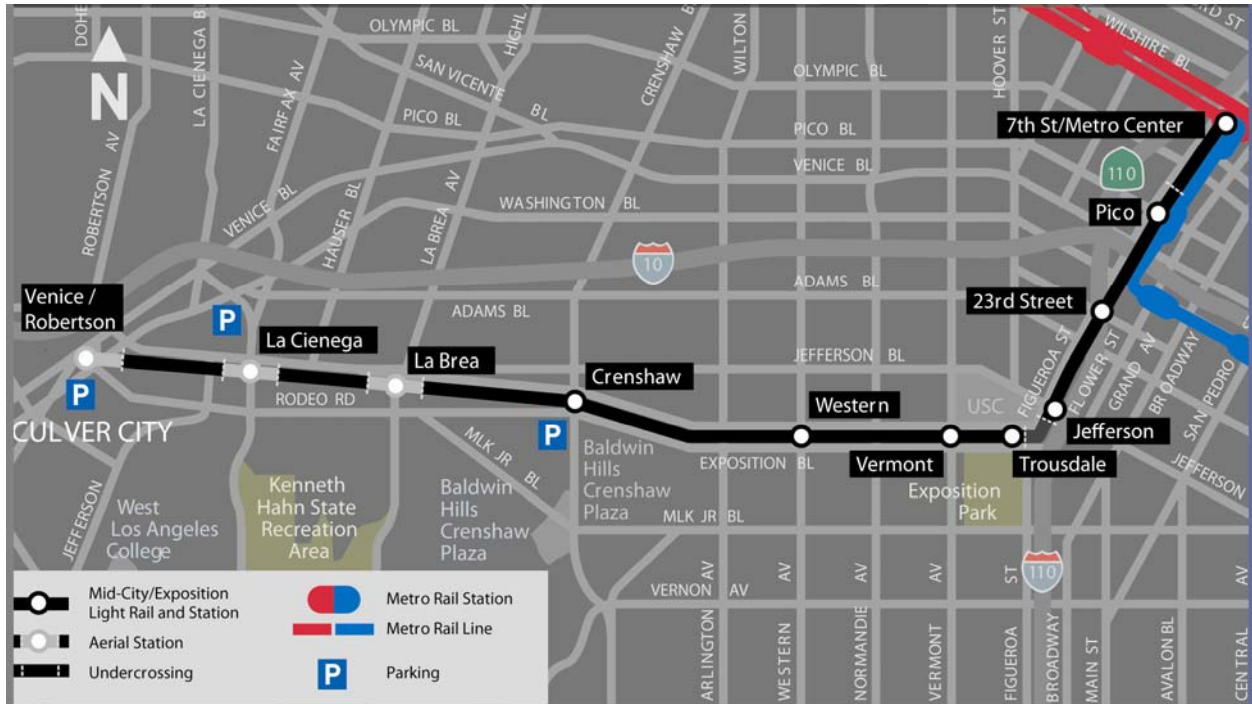 DOHE
LA CIENEGA BL
OLYMPIC BL
HIGHL
CRENSHAW BL
WILTON
HOOVER ST
3RD ST
WILSHIRE BL
N
ROBERTSON AV
FAIRFAX AV
SAN VICENTE BL
OLYMPIC BL
PICO BL
PICO BL
7th St/Metro Center
VENICE BL
110
WASHINGTON BL
VENICE BL
HAUSER BL
LA BREA AV
Pico
10
ADAMS BL
Venice /
Robertson
P
ADAMS BL
23rd Street
La Cienega
La Brea
JEFFERSON BL
FIGUEROA ST
FLOWER ST
GRAND AV
BROADWAY
SAN PEDRO
P
RODEO RD
Crenshaw
Western
USC
Jefferson
CULVER CITY
MLK JR BL
P
EXPOSITION BL
Vermont
Trousdale
JEFFERSON
JEFFERSON
West
Los Angeles
College
Kenneth
Hahn State
Recreation
Area
Baldwin
Hills
Crenshaw
Plaza
Baldwin
Hills
Crenshaw
Plaza
Exposition
Park
MLK JR BL
110
VERNON AV
ARLINGTON AV
WESTERN AV
NORMANDIE AV
VERMONT AV
FIGUEROA ST
BROADWAY
MAIN ST
AVALON BL
CENTRAL AV
Mid-City/Exposition
Light Rail and Station
Aerial Station
Undercrossing
Metro Rail Station
Metro Rail Line
P
Parking